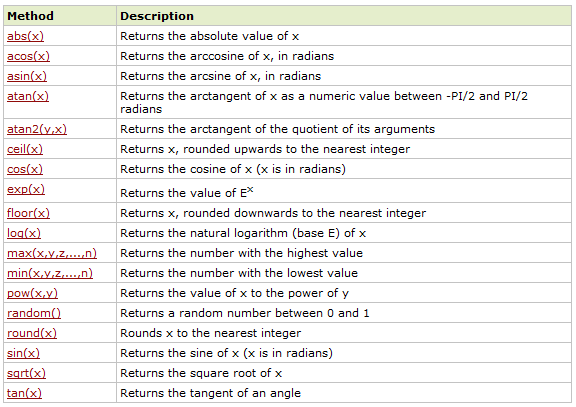 Method Description
abs(x) Returns the absolute value of x
acos(x) Returns the arccosine of x, in radians
asin(x) Returns the arcsine of x, in radians
atan(x) Returns the arctangent of x as a numeric value between -PI/2 and PI/2
radians
atan2(y,x) Returns the arctangent of the quotient of its arguments
ceil(x) Returns x, rounded upwards to the nearest integer
cos(x) Returns the cosine of x (x is in radians)
exp(x) Returns the value of Eˣ
floor(x) Returns x, rounded downwards to the nearest integer
log(x) Returns the natural logarithm (base E) of x
max(x,y,z,...,n) Returns the number with the highest value
min(x,y,z,...,n) Returns the number with the lowest value
pow(x,y) Returns the value of x to the power of y
random() Returns a random number between 0 and 1
round(x) Rounds x to the nearest integer
sin(x) Returns the sine of x (x is in radians)
sqrt(x) Returns the square root of x
tan(x) Returns the tangent of an angle